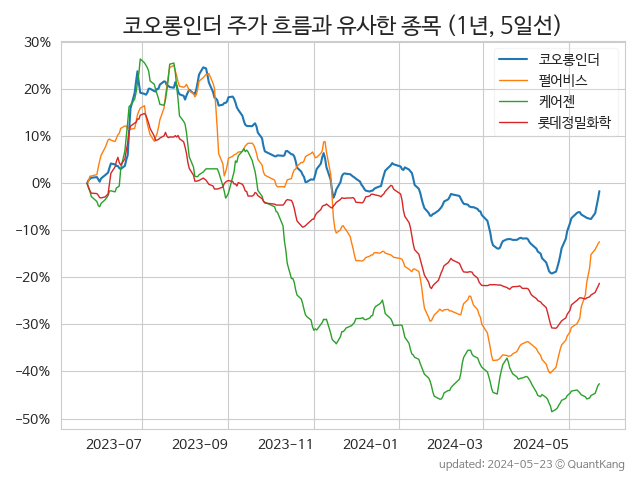 코오롱인더 주가 흐름과 유사한 종목 (1년, 5일선)
30%
20%
10%
0%
−10%
−20%
−30%
−40%
−50%
코오롱인더
펄어비스
케어젠
롯데정밀화학
2023-07
2023-09
2023-11
2024-01
2024-03
2024-05
updated: 2024-05-23 ⓒ QuantKang